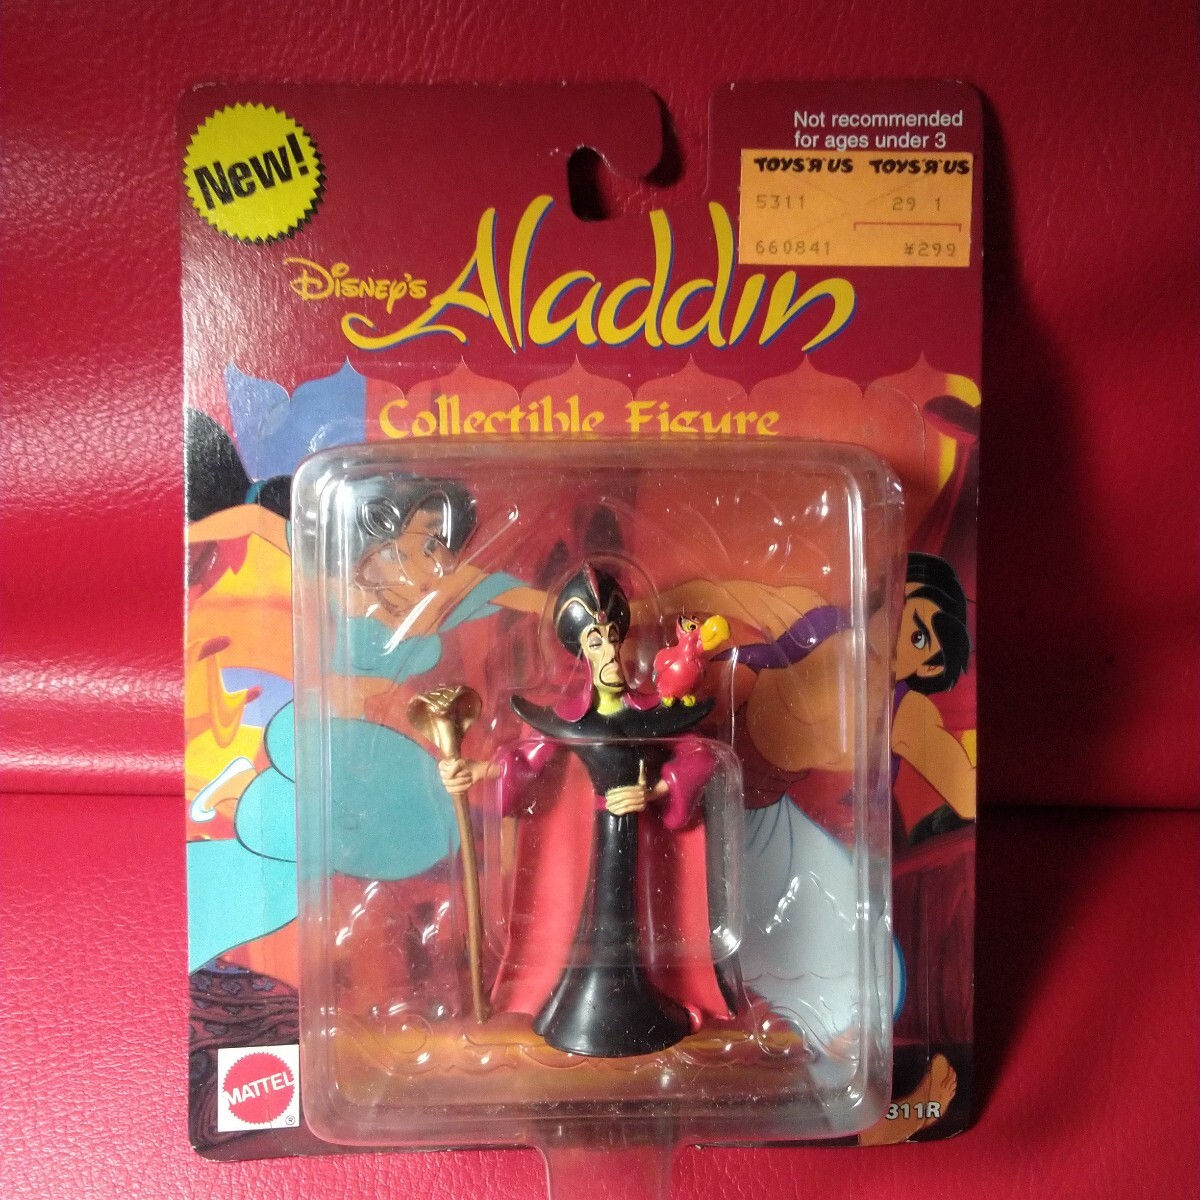 New!
Not recommended
for ages under 3
TOYS"R"US TOYS"R"US
5311 29 1
660841 ¥299
DISNEY'S Aladdin
Collectible Figure
MATTEL
®
311R